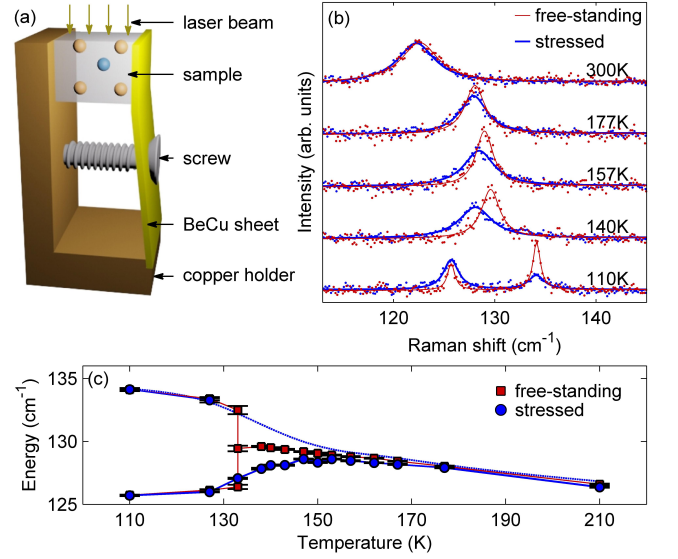 (a)
laser beam
sample
screw
BeCu sheet
copper holder
(b)
free-standing
stressed
300K
177K
157K
140K
110K
Intensity (arb. units)
120 130 140
Raman shift (cm⁻¹)
(c)
free-standing
stressed
135
130
125
Energy (cm⁻¹)
110 130 150 170 190 210
Temperature (K)